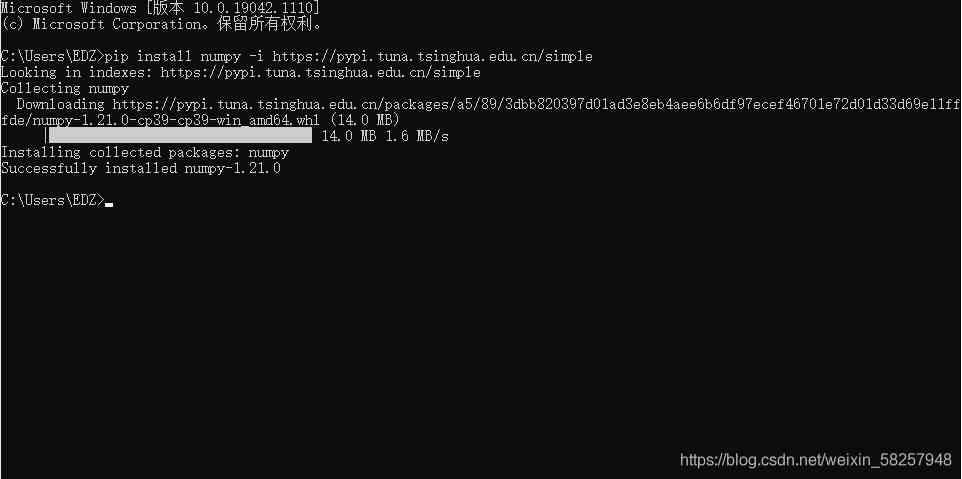 Microsoft Windows [版本 10.0.19042.1110]
(c) Microsoft Corporation。保留所有权利。
C:\Users\EDZ>pip install numpy -i https://pypi.tuna.tsinghua.edu.cn/simple
Looking in indexes: https://pypi.tuna.tsinghua.edu.cn/simple
Collecting numpy
Downloading https://pypi.tuna.tsinghua.edu.cn/packages/a5/89/3dbb820397d01ad3e8eb4aee6b6df97ecef46701e72d01d33d69e11ff
fde/numpy-1.21.0-cp39-cp39-win_amd64.whl (14.0 MB)
14.0 MB 1.6 MB/s
Installing collected packages: numpy
Successfully installed numpy-1.21.0
C:\Users\EDZ>
https://blog.csdn.net/weixin_58257948